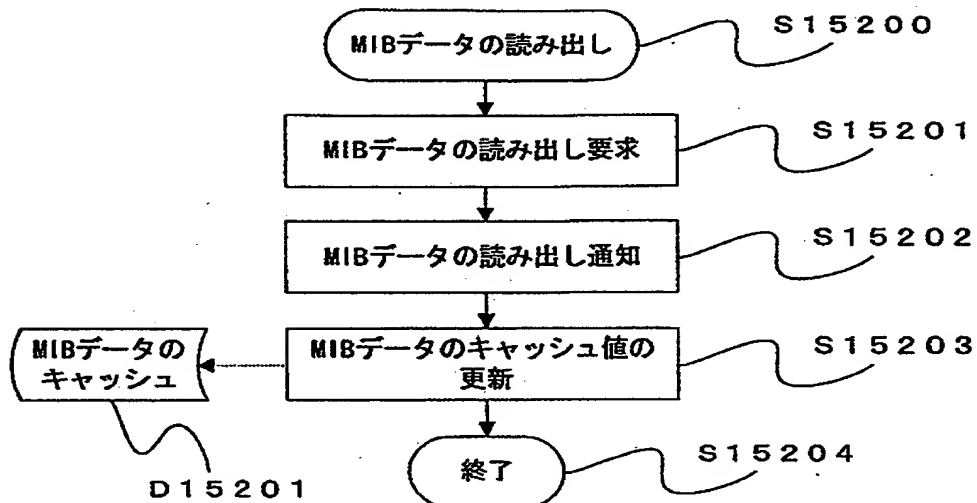 MIBデータの読み出し
S15200
MIBデータの読み出し要求
S15201
MIBデータの読み出し通知
S15202
MIBデータの
キャッシュ
MIBデータのキャッシュ値の
更新
S15203
D15201
終了
S15204